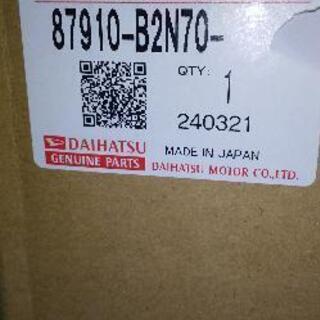 87910-B2N70-
QTY: 1
240321
DAIHATSU
GENUINE PARTS
MADE IN JAPAN
DAIHATSU MOTOR CO.,LTD.